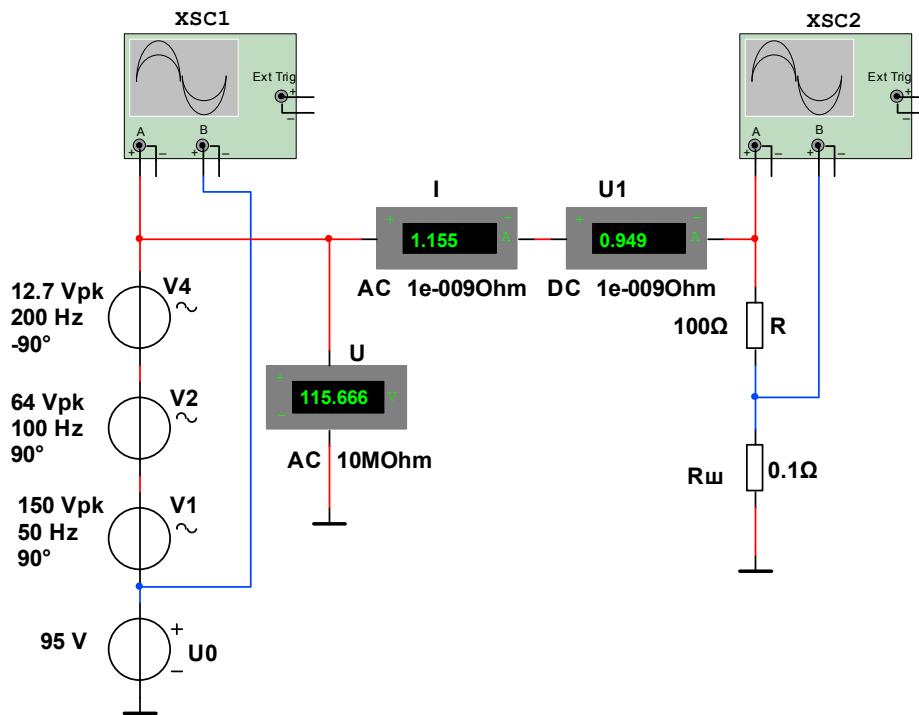 XSC1
Ext Trig
+
−
A
B
+ − + −
XSC2
Ext Trig
+
−
A
B
+ − + −
I
+ −
1.155 A
AC 1e-009Ohm
U1
+ −
0.949 A
DC 1e-009Ohm
12.7 Vpk
200 Hz
-90°
V4
U
+
−
115.666 V
AC 10MOhm
100Ω R
64 Vpk
100 Hz
90°
V2
150 Vpk
50 Hz
90°
V1
Rш 0.1Ω
95 V
+
−
U0